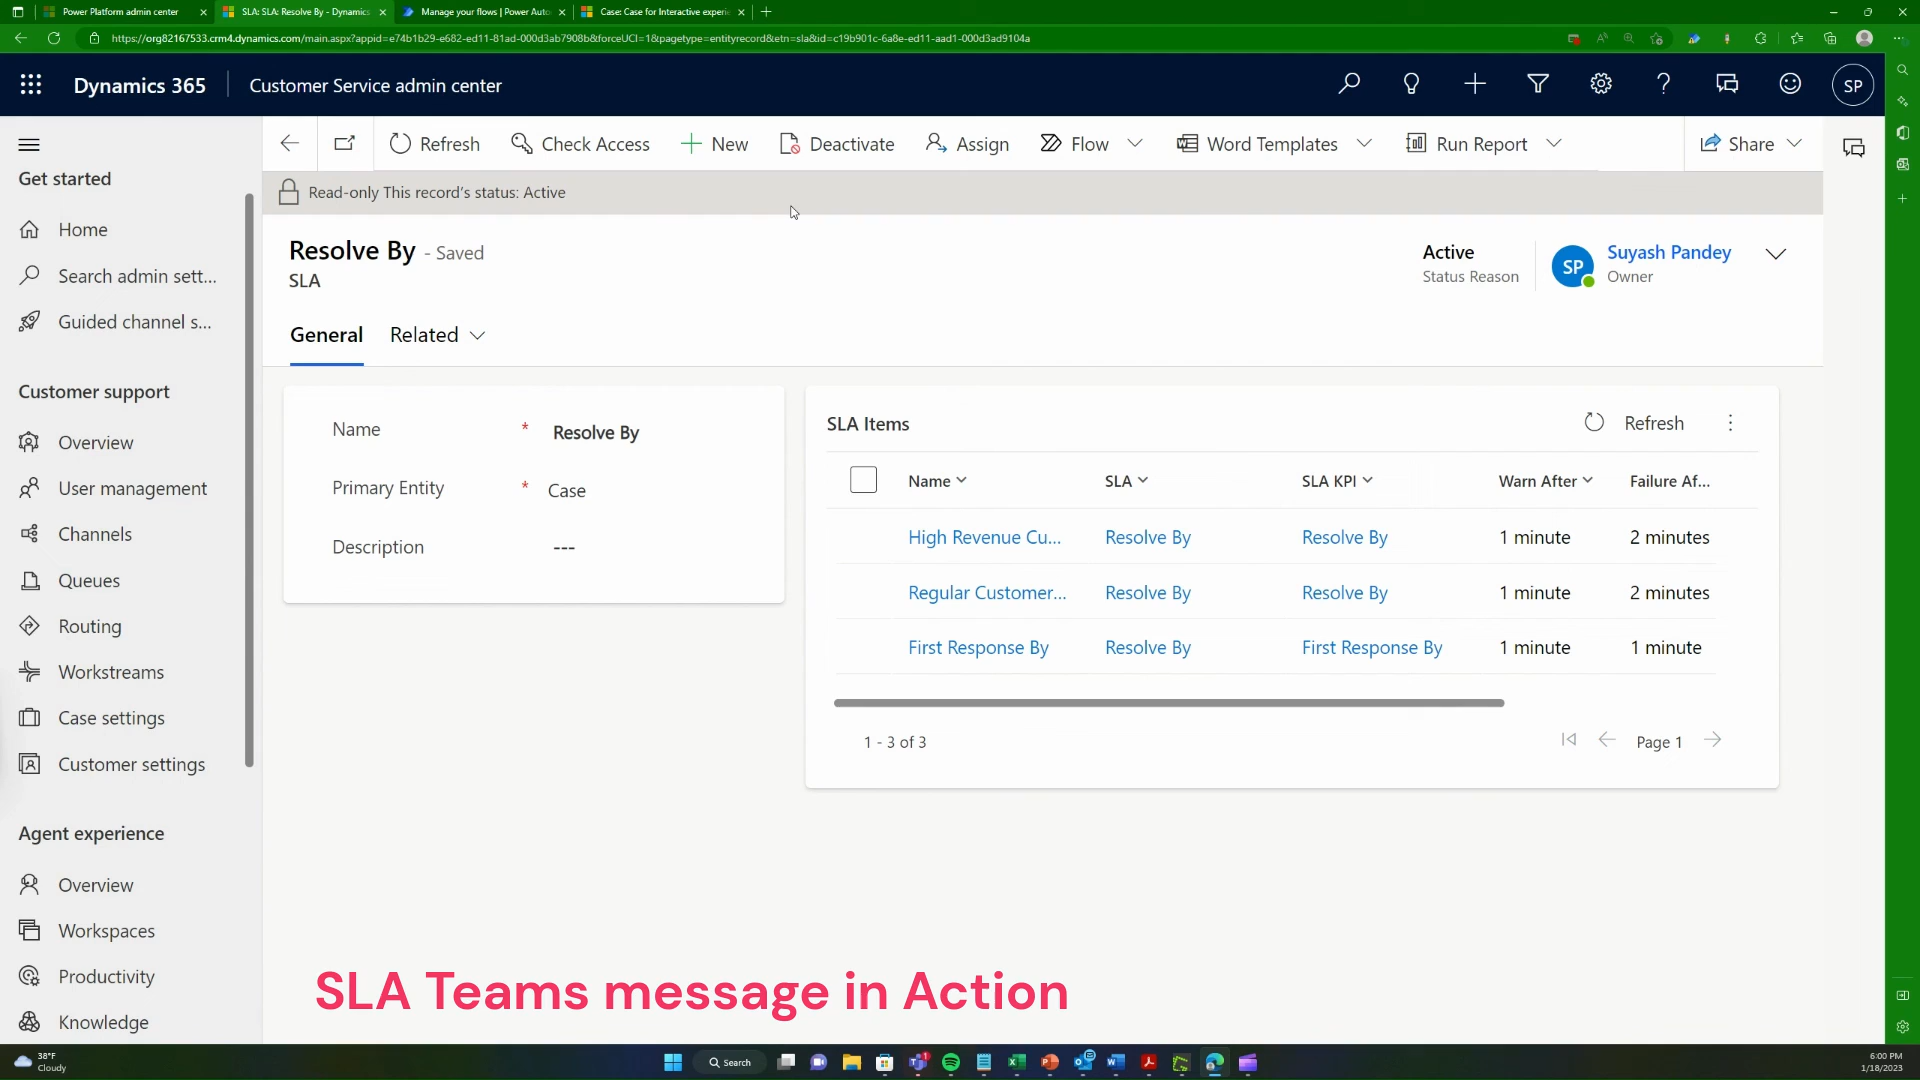 Power Platform admin center
SLA: SLA: Resolve By - Dynamics
Manage your flows | Power Auto
Case: Case for Interactive experie
https://org82167533.crm4.dynamics.com/main.aspx?appid=e74b1b29-e682-ed11-81ad-000d3ab7908b&forceUCI=1&pagetype=entityrecord&etn=sla&id=c19b901c-6a8e-ed11-aad1-000d3ad9104a
Dynamics 365
Customer Service admin center
SP
Refresh
Check Access
New
Deactivate
Assign
Flow
Word Templates
Run Report
Share
Get started
Home
Search admin sett...
Guided channel s...
Customer support
Overview
User management
Channels
Queues
Routing
Workstreams
Case settings
Customer settings
Agent experience
Overview
Workspaces
Productivity
Knowledge
Read-only This record's status: Active
Resolve By - Saved
SLA
Active
Status Reason
SP
Suyash Pandey
Owner
General
Related
Name * Resolve By
Primary Entity * Case
Description ---
SLA Items
Refresh
Name SLA SLA KPI Warn After Failure Af...
High Revenue Cu... Resolve By Resolve By 1 minute 2 minutes
Regular Customer... Resolve By Resolve By 1 minute 2 minutes
First Response By Resolve By First Response By 1 minute 1 minute
1 - 3 of 3
Page 1
SLA Teams message in Action
38°F
Cloudy
Search
6:00 PM
1/18/2023